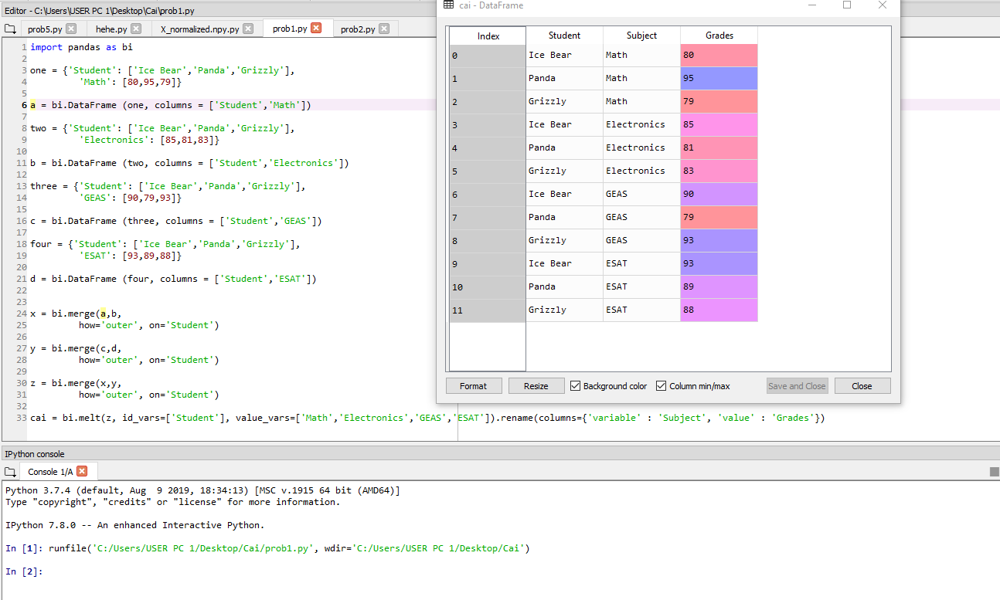 Editor - C:\Users\USER PC 1\Desktop\Cai\prob1.py
prob5.py hehe.py X_normalized.npy.py prob1.py prob2.py
1 import pandas as bi
2
3 one = {'Student': ['Ice Bear','Panda','Grizzly'],
4 'Math': [80,95,79]}
5
6 a = bi.DataFrame (one, columns = ['Student','Math'])
7
8 two = {'Student': ['Ice Bear','Panda','Grizzly'],
9 'Electronics': [85,81,83]}
10
11 b = bi.DataFrame (two, columns = ['Student','Electronics'])
12
13 three = {'Student': ['Ice Bear','Panda','Grizzly'],
14 'GEAS': [90,79,93]}
15
16 c = bi.DataFrame (three, columns = ['Student','GEAS'])
17
18 four = {'Student': ['Ice Bear','Panda','Grizzly'],
19 'ESAT': [93,89,88]}
20
21 d = bi.DataFrame (four, columns = ['Student','ESAT'])
22
23
24 x = bi.merge(a,b,
25 how='outer', on='Student')
26
27 y = bi.merge(c,d,
28 how='outer', on='Student')
29
30 z = bi.merge(x,y,
31 how='outer', on='Student')
32
33 cai = bi.melt(z, id_vars=['Student'], value_vars=['Math','Electronics','GEAS','ESAT']).rename(columns={'variable' : 'Subject', 'value' : 'Grades'})
cai - DataFrame
Index Student Subject Grades
0 Ice Bear Math 80
1 Panda Math 95
2 Grizzly Math 79
3 Ice Bear Electronics 85
4 Panda Electronics 81
5 Grizzly Electronics 83
6 Ice Bear GEAS 90
7 Panda GEAS 79
8 Grizzly GEAS 93
9 Ice Bear ESAT 93
10 Panda ESAT 89
11 Grizzly ESAT 88
Format Resize Background color Column min/max Save and Close Close
IPython console
Console 1/A
Python 3.7.4 (default, Aug  9 2019, 18:34:13) [MSC v.1915 64 bit (AMD64)]
Type "copyright", "credits" or "license" for more information.
IPython 7.8.0 -- An enhanced Interactive Python.
In [1]: runfile('C:/Users/USER PC 1/Desktop/Cai/prob1.py', wdir='C:/Users/USER PC 1/Desktop/Cai')
In [2]: